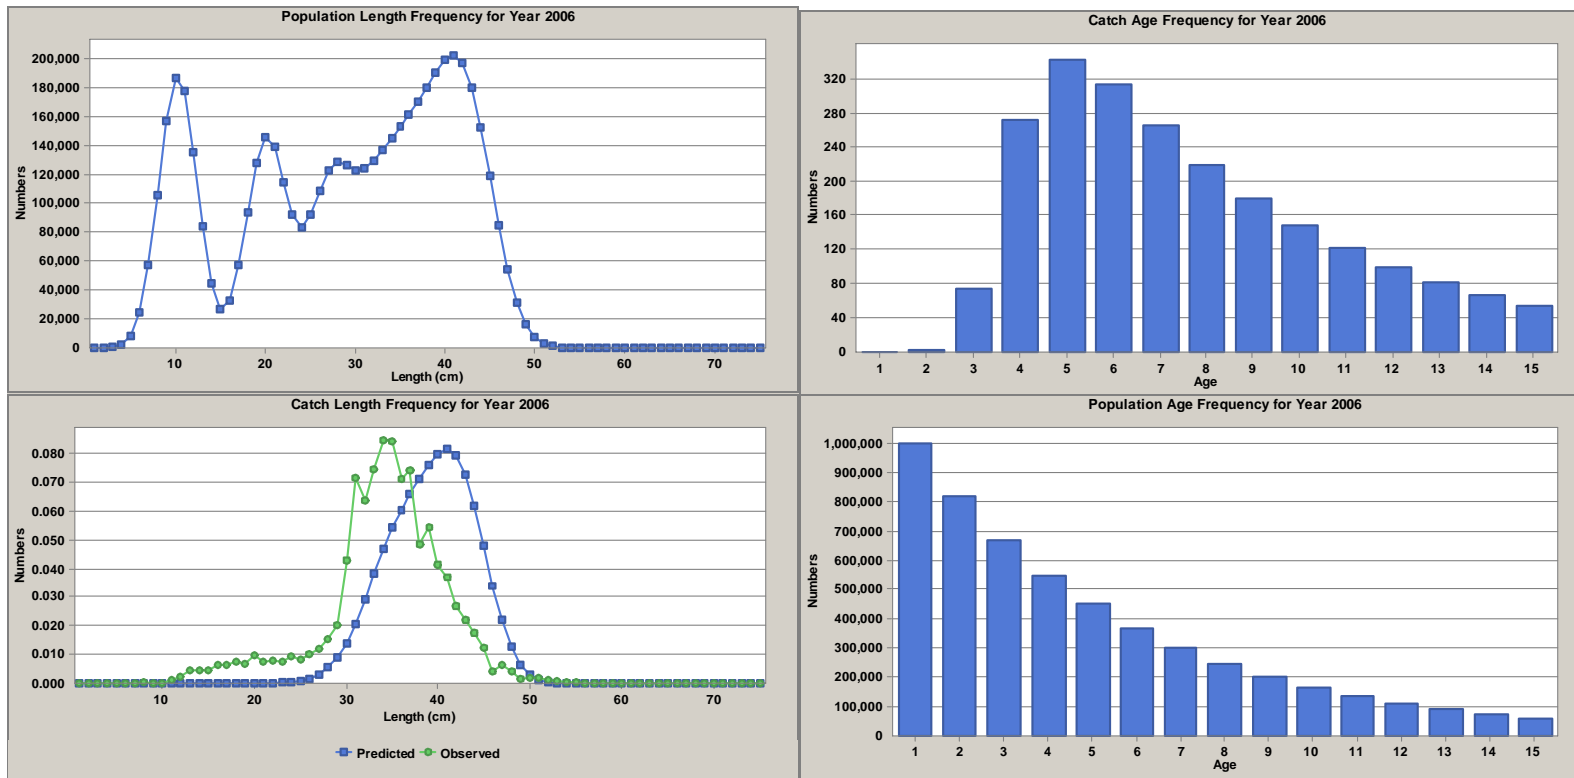 Population Length Frequency for Year 2006
Numbers
200,000
180,000
160,000
140,000
120,000
100,000
80,000
60,000
40,000
20,000
0
10 20 30 40 50 60 70
Length (cm)
Catch Age Frequency for Year 2006
Numbers
320
280
240
200
160
120
80
40
0
1 2 3 4 5 6 7 8 9 10 11 12 13 14 15
Age
Catch Length Frequency for Year 2006
Numbers
0.080
0.070
0.060
0.050
0.040
0.030
0.020
0.010
0.000
10 20 30 40 50 60 70
Length (cm)
Predicted Observed
Population Age Frequency for Year 2006
Numbers
1,000,000
900,000
800,000
700,000
600,000
500,000
400,000
300,000
200,000
100,000
0
1 2 3 4 5 6 7 8 9 10 11 12 13 14 15
Age